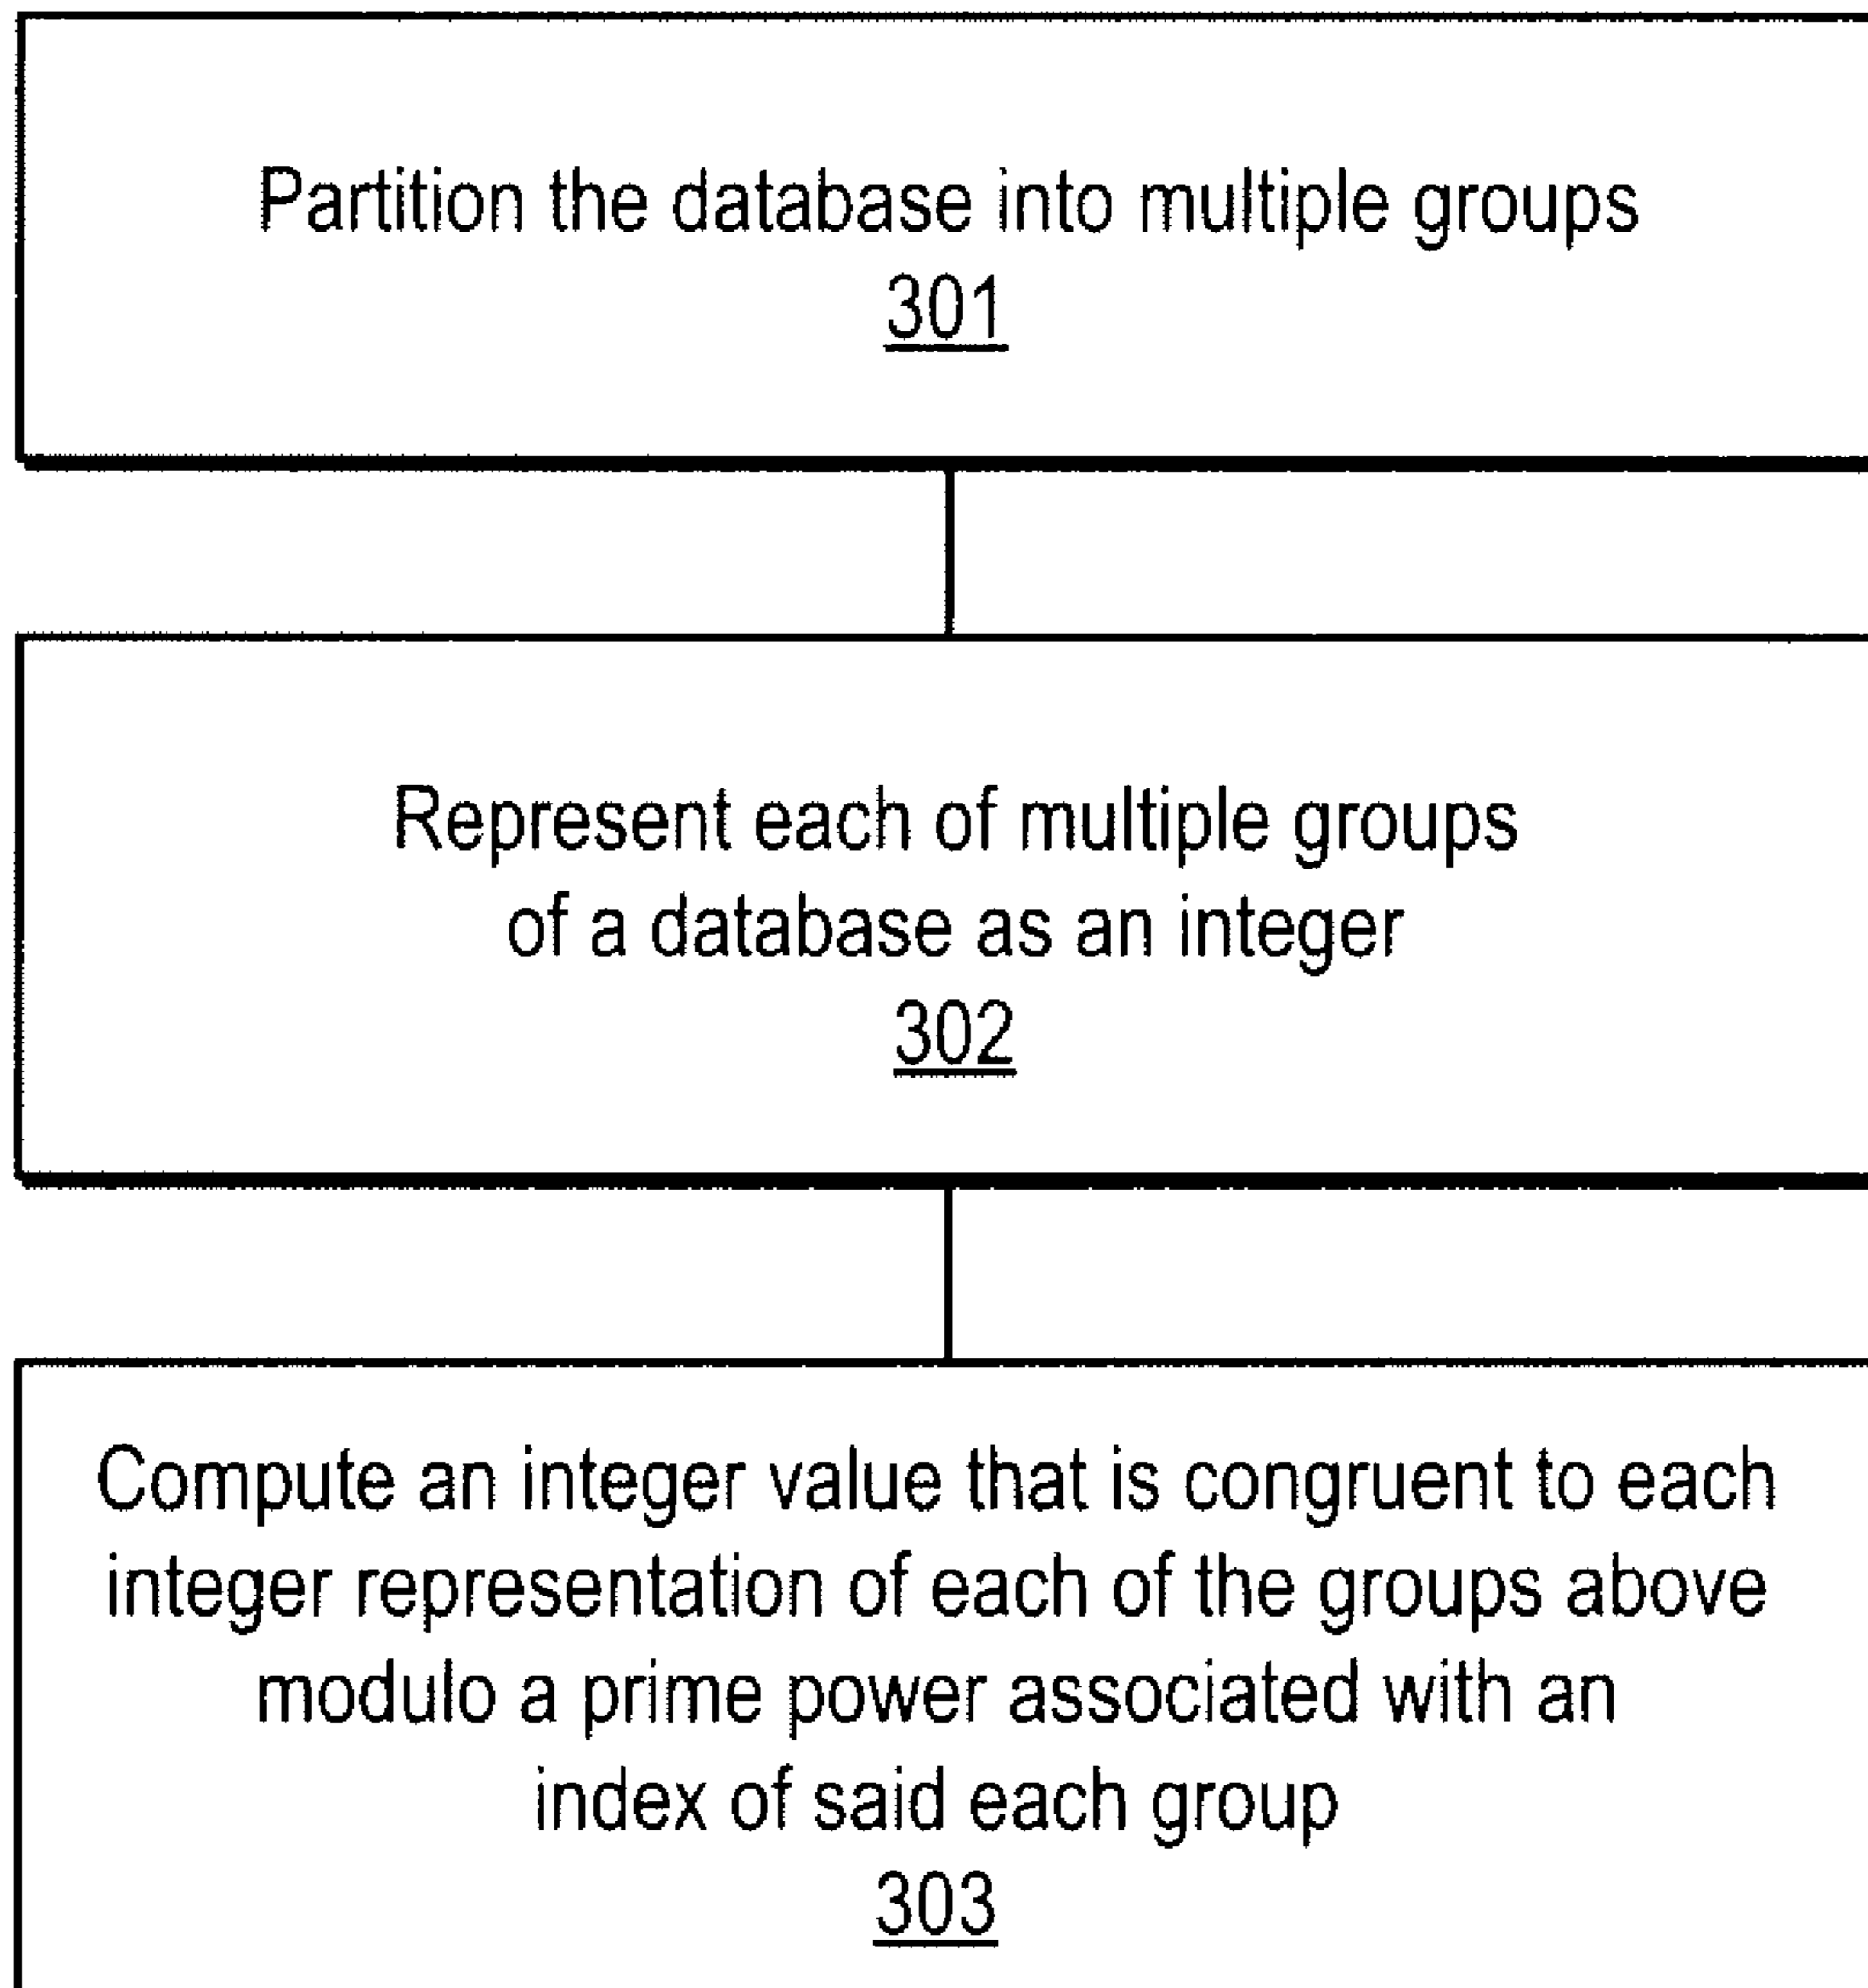 Partition the database into multiple groups
301
Represent each of multiple groups
of a database as an integer
302
Compute an integer value that is congruent to each
integer representation of each of the groups above
modulo a prime power associated with an
index of said each group
303